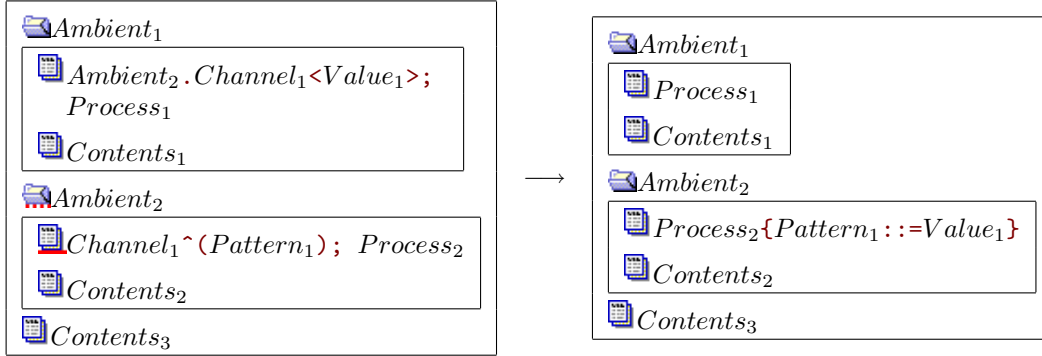 Ambient₁
Ambient₂.Channel₁<Value₁>;
Process₁
Contents₁
Ambient₂
Channel₁^(Pattern₁); Process₂
Contents₂
Contents₃
⟶
Ambient₁
Process₁
Contents₁
Ambient₂
Process₂{Pattern₁::=Value₁}
Contents₂
Contents₃